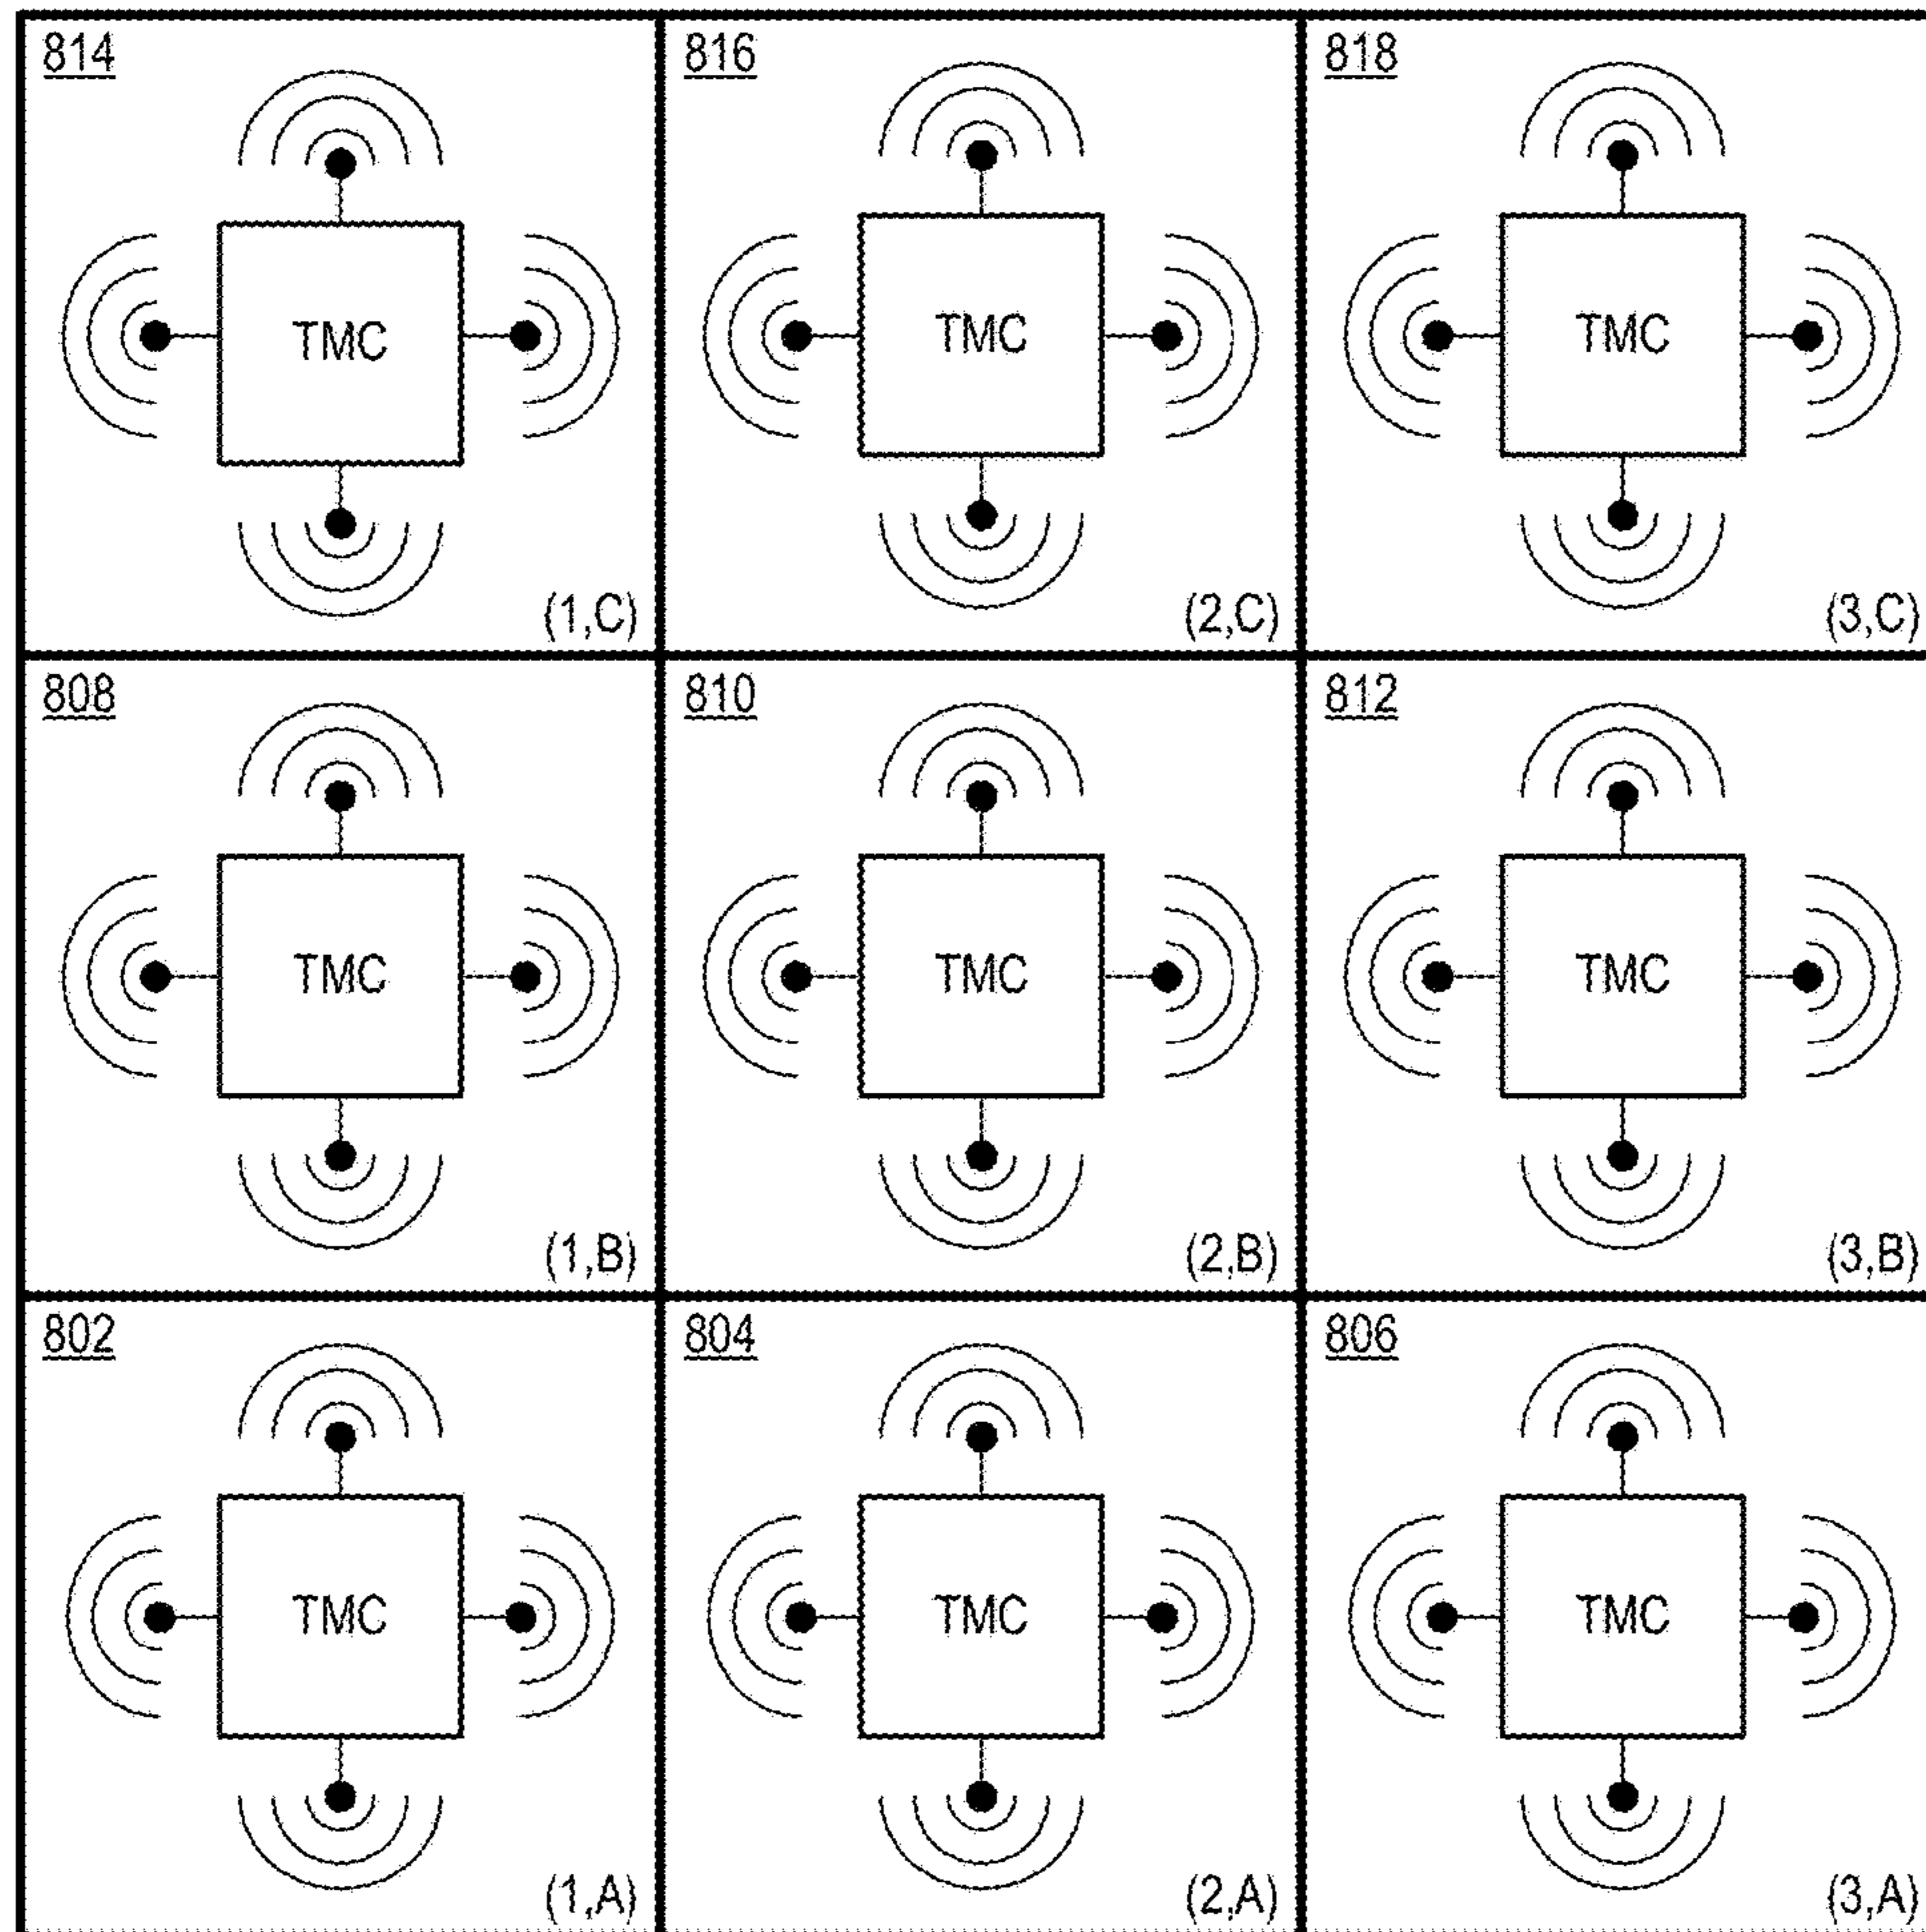 814
TMC
(1,C)
816
TMC
(2,C)
818
TMC
(3,C)
808
TMC
(1,B)
810
TMC
(2,B)
812
TMC
(3,B)
802
TMC
(1,A)
804
TMC
(2,A)
806
TMC
(3,A)